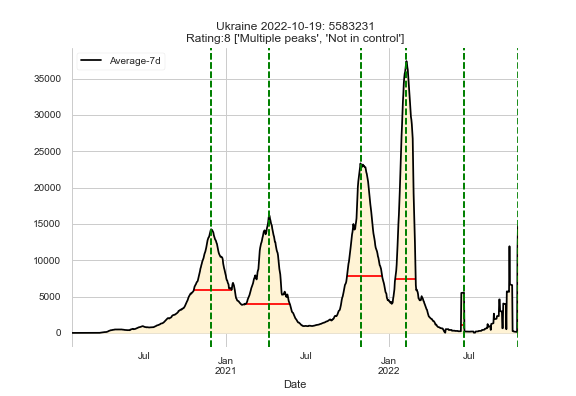 Ukraine 2022-10-19: 5583231
Rating:8 ['Multiple peaks', 'Not in control']
Average-7d
35000
30000
25000
20000
15000
10000
5000
0
Jul
Jan
2021
Jul
Jan
2022
Jul
Date